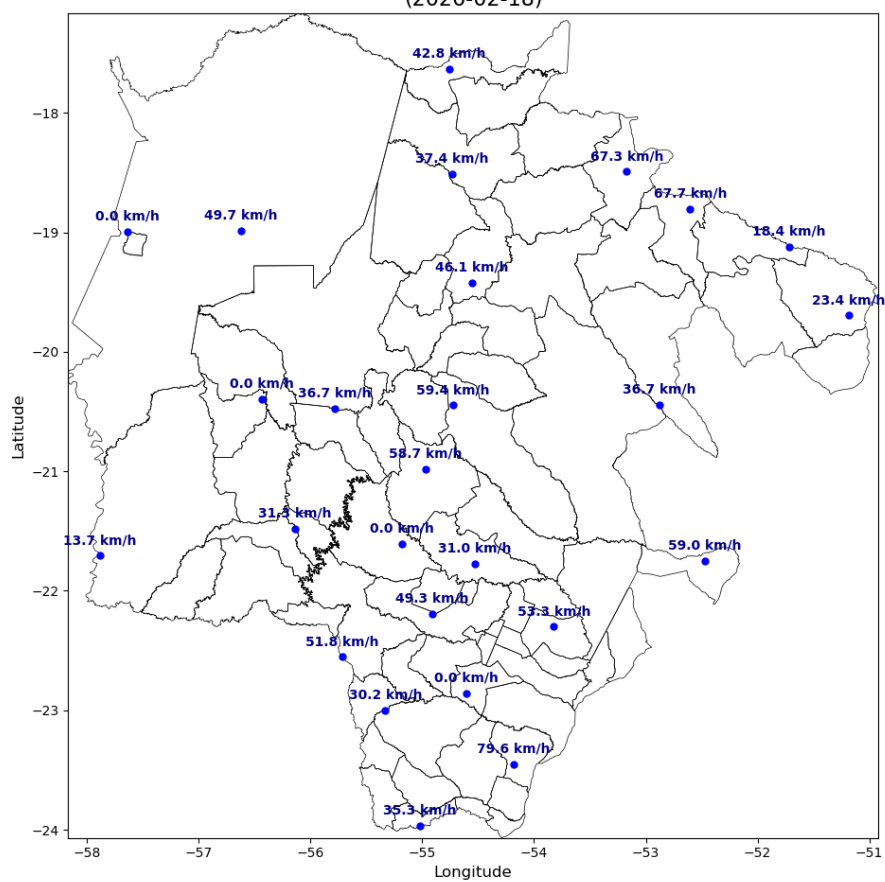 (2026-02-18)
42.8 km/h
−18
37.4 km/h
67.3 km/h
67.7 km/h
0.0 km/h
49.7 km/h
18.4 km/h
−19
46.1 km/h
23.4 km/h
−20
0.0 km/h
36.7 km/h
59.4 km/h
36.7 km/h
Latitude
−21
58.7 km/h
31.3 km/h
0.0 km/h
13.7 km/h
31.0 km/h
59.0 km/h
−22
49.3 km/h
53.3 km/h
51.8 km/h
0.0 km/h
30.2 km/h
−23
79.6 km/h
35.3 km/h
−24
−58 −57 −56 −55 −54 −53 −52 −51
Longitude